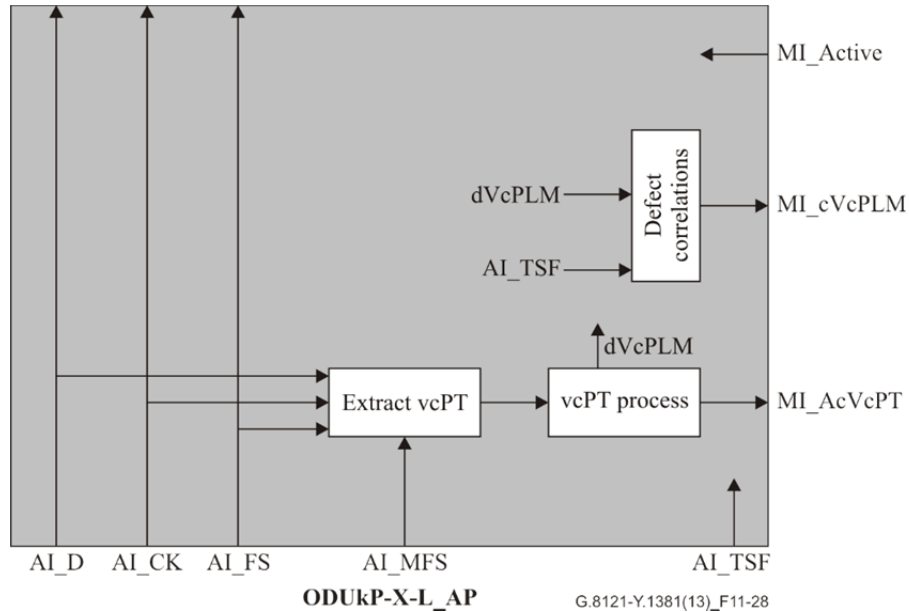 MI_Active
dVcPLM
Defect
correlations
MI_cVcPLM
AI_TSF
dVcPLM
Extract vcPT
vcPT process
MI_AcVcPT
AI_D
AI_CK
AI_FS
AI_MFS
AI_TSF
ODUkP-X-L_AP
G.8121-Y.1381(13)_F11-28